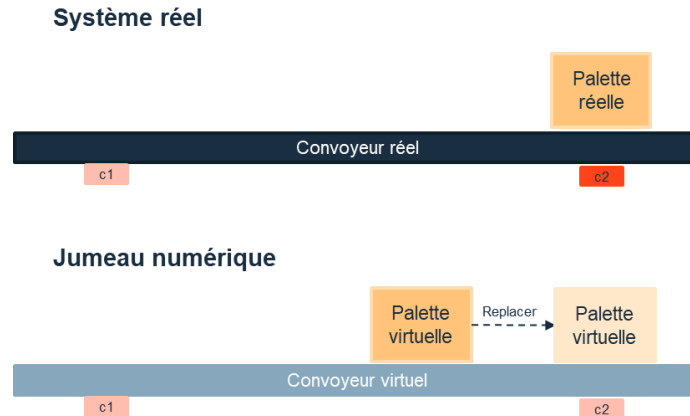 Système réel
Palette
réelle
Convoyeur réel
c1
c2
Jumeau numérique
Palette
virtuelle
Replacer
Palette
virtuelle
Convoyeur virtuel
c1
c2